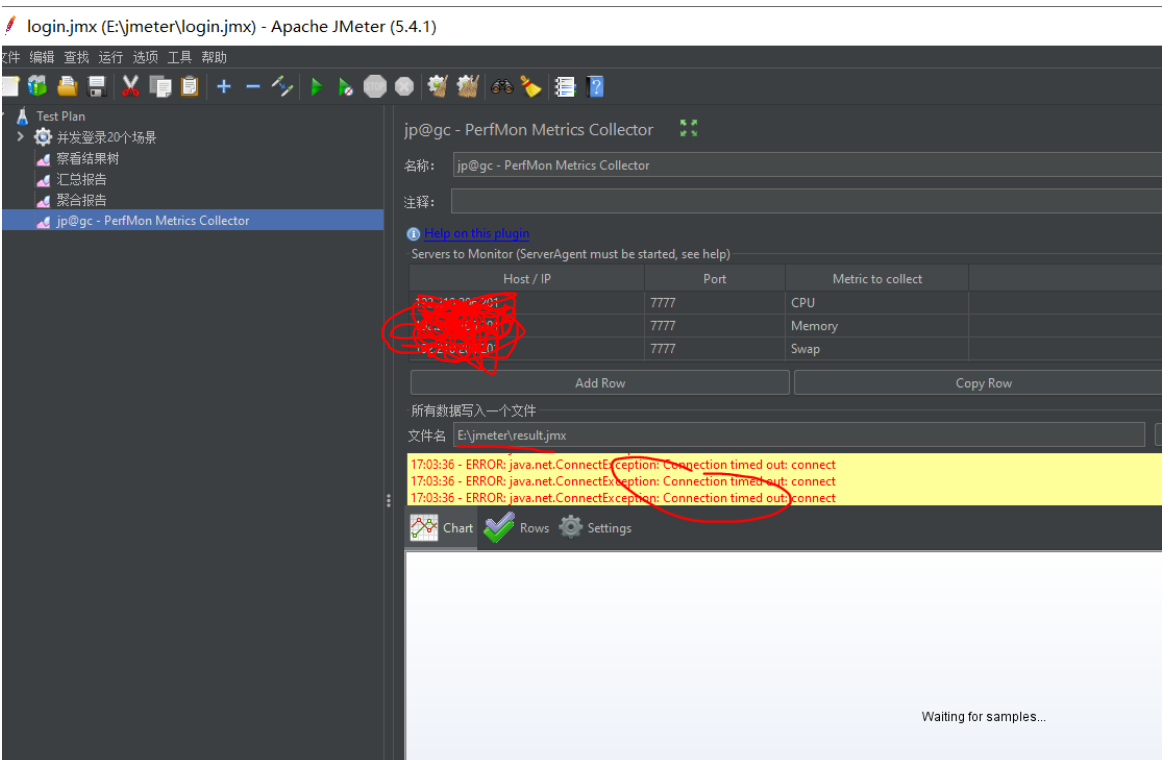 login.jmx (E:\jmeter\login.jmx) - Apache JMeter (5.4.1)
文件 编辑 查找 运行 选项 工具 帮助
Test Plan
并发登录20个场景
察看结果树
汇总报告
聚合报告
jp@gc - PerfMon Metrics Collector
jp@gc - PerfMon Metrics Collector
名称： jp@gc - PerfMon Metrics Collector
注释：
Help on this plugin
Servers to Monitor (ServerAgent must be started, see help)
Host / IP Port Metric to collect
7777 CPU
7777 Memory
7777 Swap
Add Row Copy Row
所有数据写入一个文件
文件名 E:\jmeter\result.jmx
17:03:36 - ERROR: java.net.ConnectException: Connection timed out: connect
17:03:36 - ERROR: java.net.ConnectException: Connection timed out: connect
17:03:36 - ERROR: java.net.ConnectException: Connection timed out: connect
Chart Rows Settings
Waiting for samples...